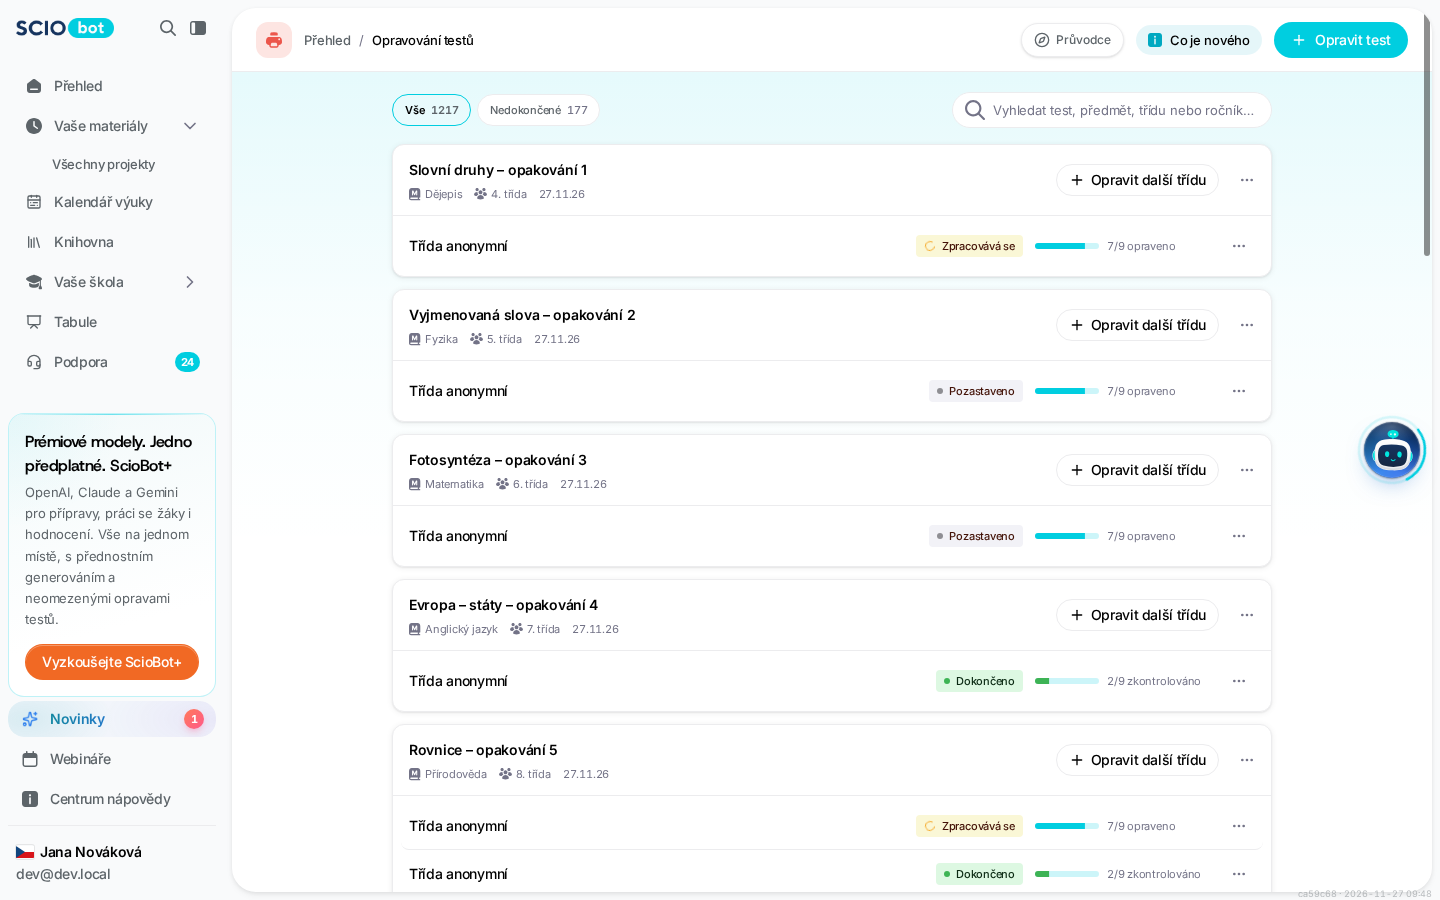 SCIO bot
Přehled
Vaše materiály
Všechny projekty
Kalendář výuky
Knihovna
Vaše škola
Tabule
Podpora 24
Prémiové modely. Jedno
předplatné. ScioBot+
OpenAI, Claude a Gemini
pro přípravy, práci se žáky i
hodnocení. Vše na jednom
místě, s přednostním
generováním a
neomezenými opravami
testů.
Vyzkoušejte ScioBot+
Novinky 1
Webináře
Centrum nápovědy
Jana Nováková
dev@dev.local
Přehled / Opravování testů
Průvodce
Co je nového
Opravit test
Vše 1217
Nedokončené 177
Vyhledat test, předmět, třídu nebo ročník...
Slovní druhy – opakování 1
Dějepis 4. třída 27.11.26
Opravit další třídu
Třída anonymní
Zpracovává se
7/9 opraveno
Vyjmenovaná slova – opakování 2
Fyzika 5. třída 27.11.26
Opravit další třídu
Třída anonymní
Pozastaveno
7/9 opraveno
Fotosyntéza – opakování 3
Matematika 6. třída 27.11.26
Opravit další třídu
Třída anonymní
Pozastaveno
7/9 opraveno
Evropa – státy – opakování 4
Anglický jazyk 7. třída 27.11.26
Opravit další třídu
Třída anonymní
Dokončeno
2/9 zkontrolováno
Rovnice – opakování 5
Přírodověda 8. třída 27.11.26
Opravit další třídu
Třída anonymní
Zpracovává se
7/9 opraveno
Třída anonymní
Dokončeno
2/9 zkontrolováno
ca59c68 · 2026-11-27 09:48